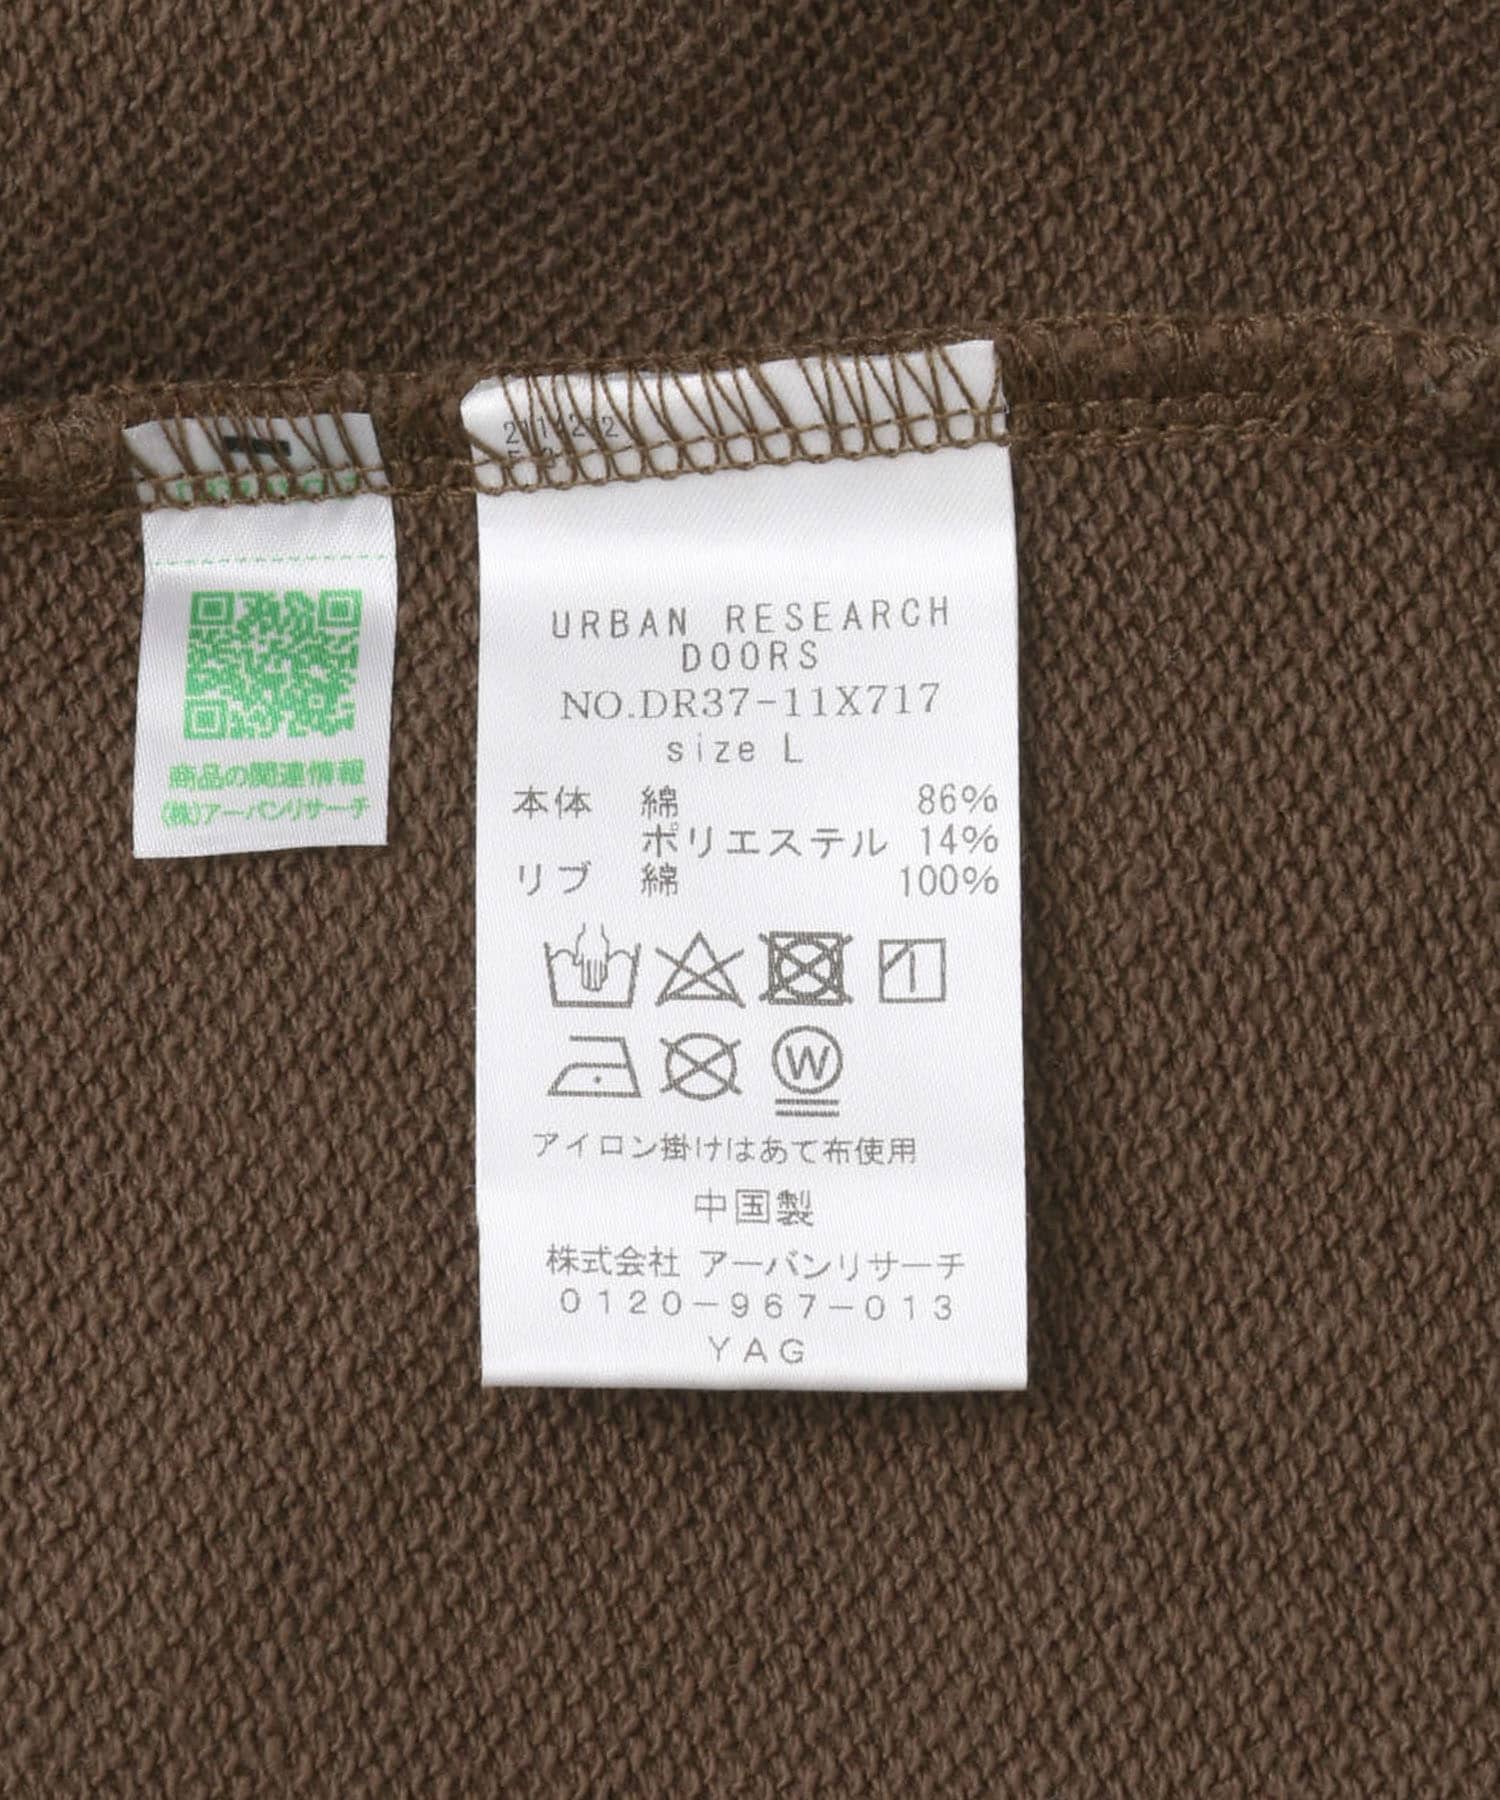 商品の関連情報
(株)アーバンリサーチ
URBAN RESEARCH
DOORS
NO.DR37-11X717
size L
本体 綿 86%
ポリエステル 14%
リブ 綿 100%
W
アイロン掛けはあて布使用
中国製
株式会社 アーバンリサーチ
0120-967-013
YAG